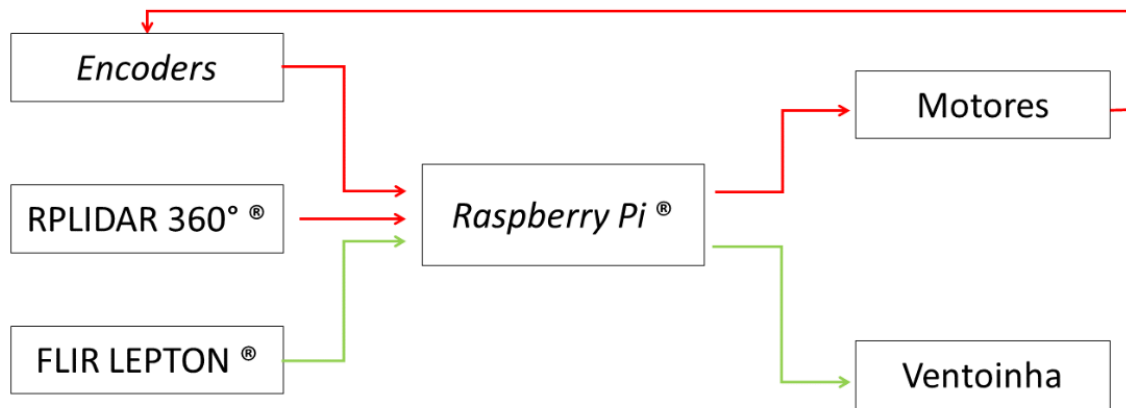 Encoders
RPLIDAR 360° ®
FLIR LEPTON ®
Raspberry Pi ®
Motores
Ventoinha